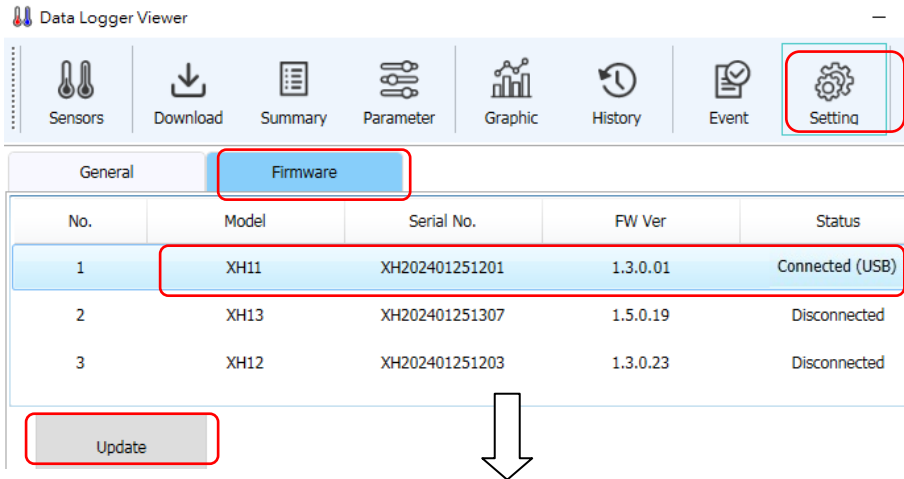 Data Logger Viewer
Sensors Download Summary Parameter Graphic History Event Setting
General Firmware
No. Model Serial No. FW Ver Status
1 XH11 XH202401251201 1.3.0.01 Connected (USB)
2 XH13 XH202401251307 1.5.0.19 Disconnected
3 XH12 XH202401251203 1.3.0.23 Disconnected
Update